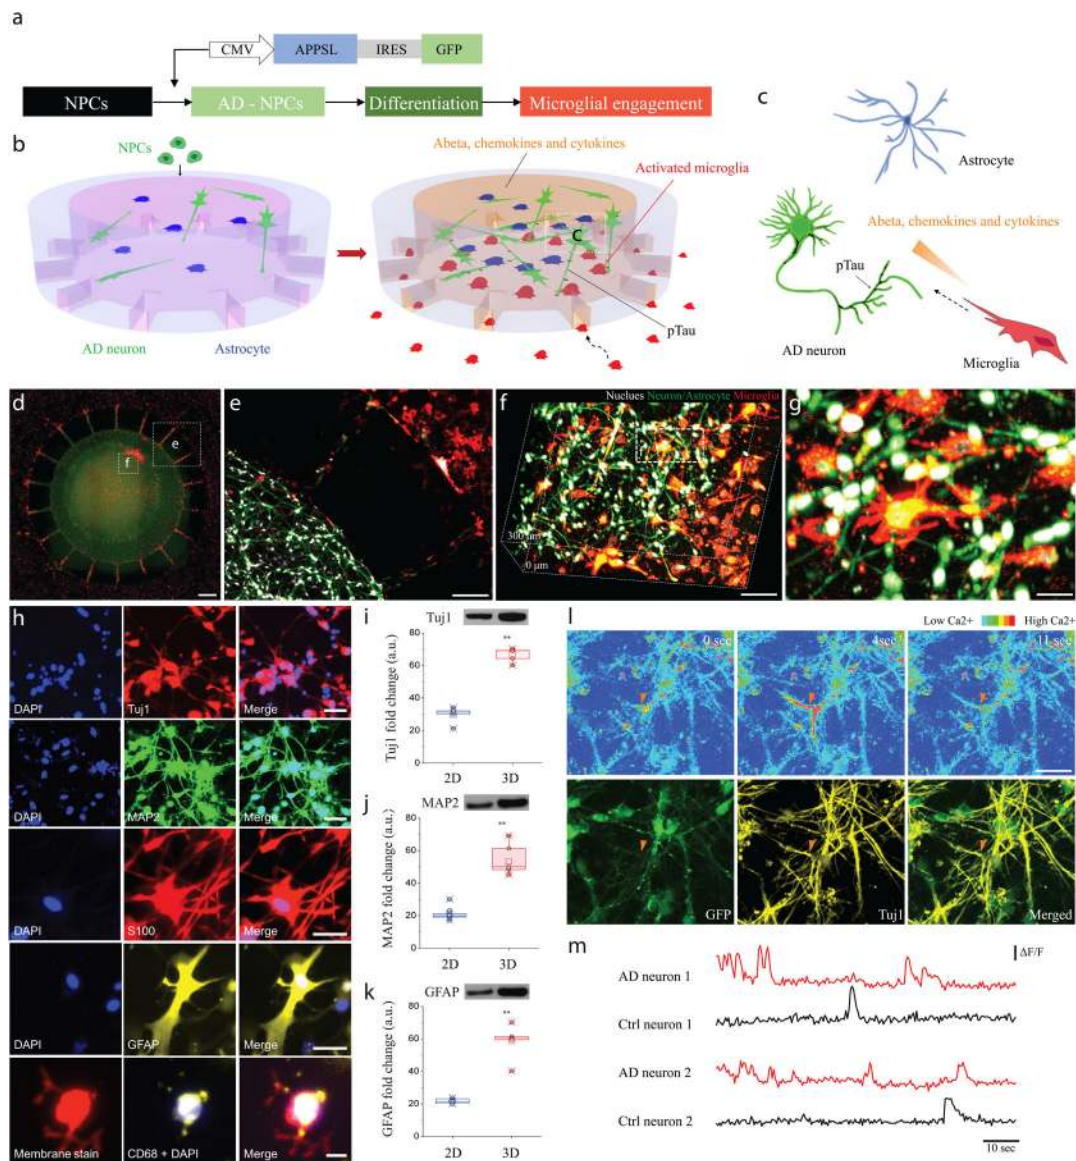 a
CMV
APPSL
IRES
GFP
NPCs
AD - NPCs
Differentiation
Microglial engagement
b
NPCs
Abeta, chemokines and cytokines
Activated microglia
C
pTau
AD neuron
Astrocyte
c
Astrocyte
Abeta, chemokines and cytokines
pTau
AD neuron
Microglia
d
e
f
e
f
Nuclues Neuron/Astrocyte Microglia
300 μm
0 μm
g
h
DAPI
Tuj1
Merge
DAPI
MAP2
Merge
DAPI
S100
Merge
DAPI
GFAP
Merge
Membrane stain
CD68 + DAPI
Merge
i
Tuj1
Tuj1 fold change (a.u.)
80
60
40
20
0
**
2D
3D
j
MAP2
MAP2 fold change (a.u.)
80
60
40
20
0
**
2D
3D
k
GFAP
GFAP fold change (a.u.)
80
60
40
20
0
**
2D
3D
l
Low Ca2+
High Ca2+
0 sec
4sec
11 sec
GFP
Tuj1
Merged
m
ΔF/F
AD neuron 1
Ctrl neuron 1
AD neuron 2
Ctrl neuron 2
10 sec